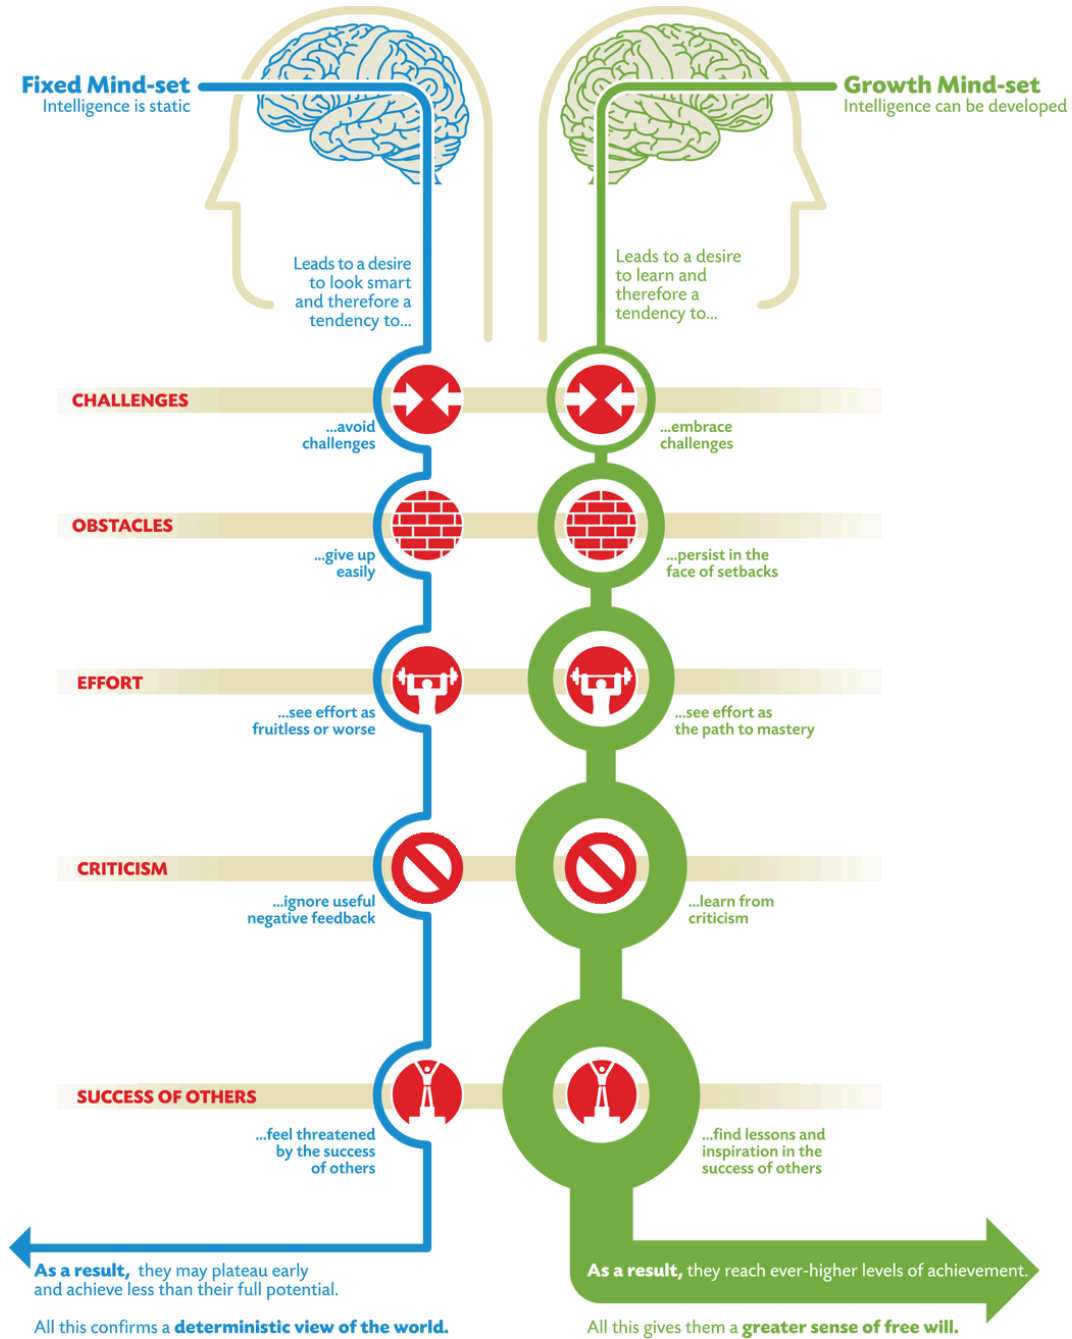 Fixed Mind-set
Intelligence is static
Growth Mind-set
Intelligence can be developed
Leads to a desire
to look smart
and therefore a
tendency to...
Leads to a desire
to learn and
therefore a
tendency to...
CHALLENGES
...avoid
challenges
...embrace
challenges
OBSTACLES
...give up
easily
...persist in the
face of setbacks
EFFORT
...see effort as
fruitless or worse
...see effort as
the path to mastery
CRITICISM
...ignore useful
negative feedback
...learn from
criticism
SUCCESS OF OTHERS
...feel threatened
by the success
of others
...find lessons and
inspiration in the
success of others
As a result, they may plateau early
and achieve less than their full potential.
All this confirms a deterministic view of the world.
As a result, they reach ever-higher levels of achievement.
All this gives them a greater sense of free will.